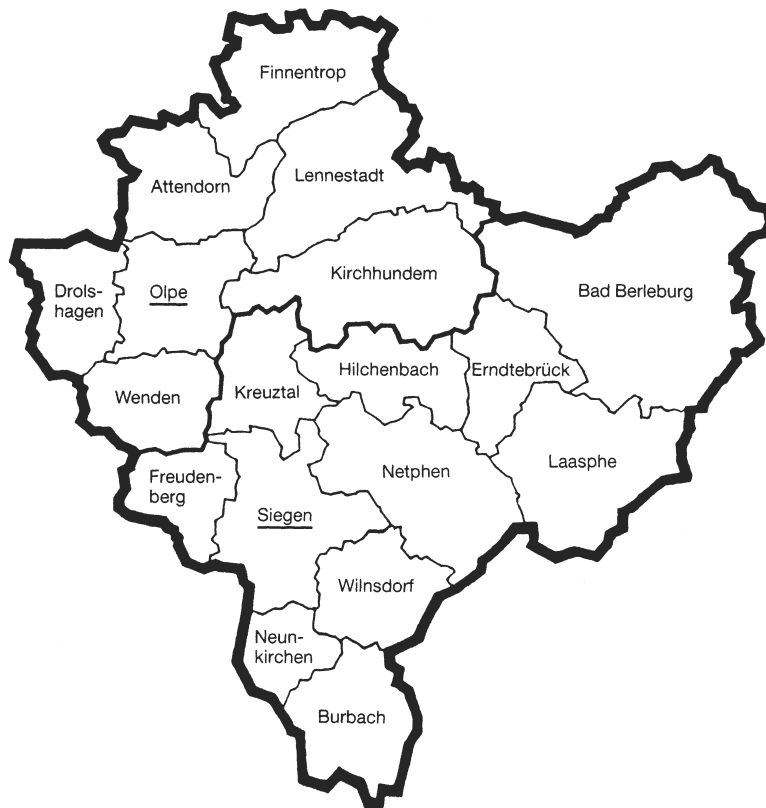 Finnentrop
Attendorn
Lennestadt
Drols-
hagen
Olpe
Kirchhundem
Bad Berleburg
Wenden
Kreuztal
Hilchenbach
Erndtebrück
Freuden-
berg
Siegen
Netphen
Laasphe
Wilnsdorf
Neun-
kirchen
Burbach